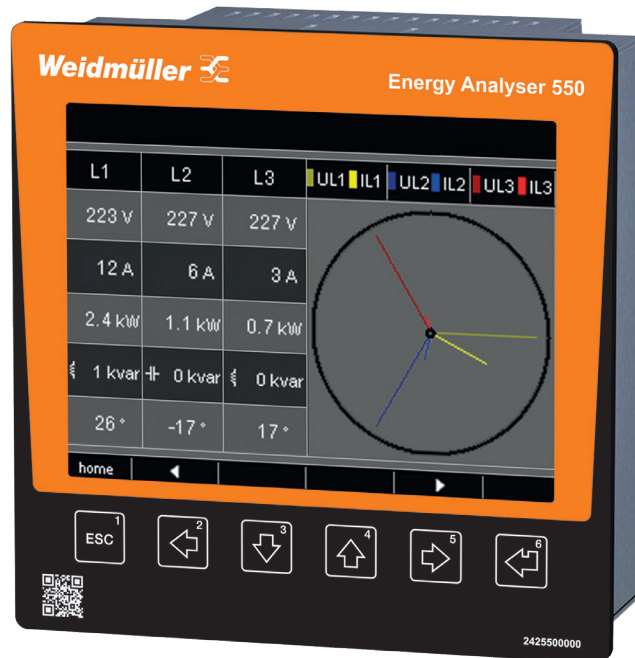 Weidmüller
Energy Analyser 550
L1 L2 L3 UL1 IL1 UL2 IL2 UL3 IL3
223 V 227 V 227 V
12 A 6 A 3 A
2.4 kW 1.1 kW 0.7 kW
1 kvar 0 kvar 0 kvar
26 ° -17 ° 17 °
home
ESC 1 2 3 4 5 6
2425500000